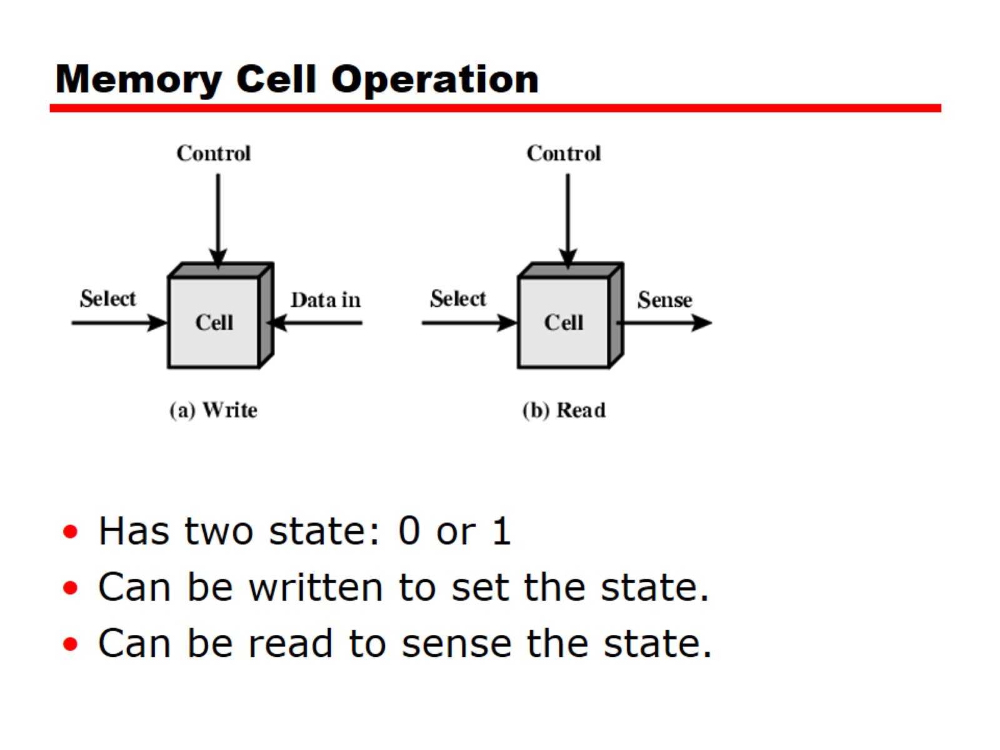 Memory Cell Operation
Control
Control
Select
Data in
Select
Sense
Cell
Cell
(a) Write
(b) Read
• Has two state: 0 or 1
• Can be written to set the state.
• Can be read to sense the state.